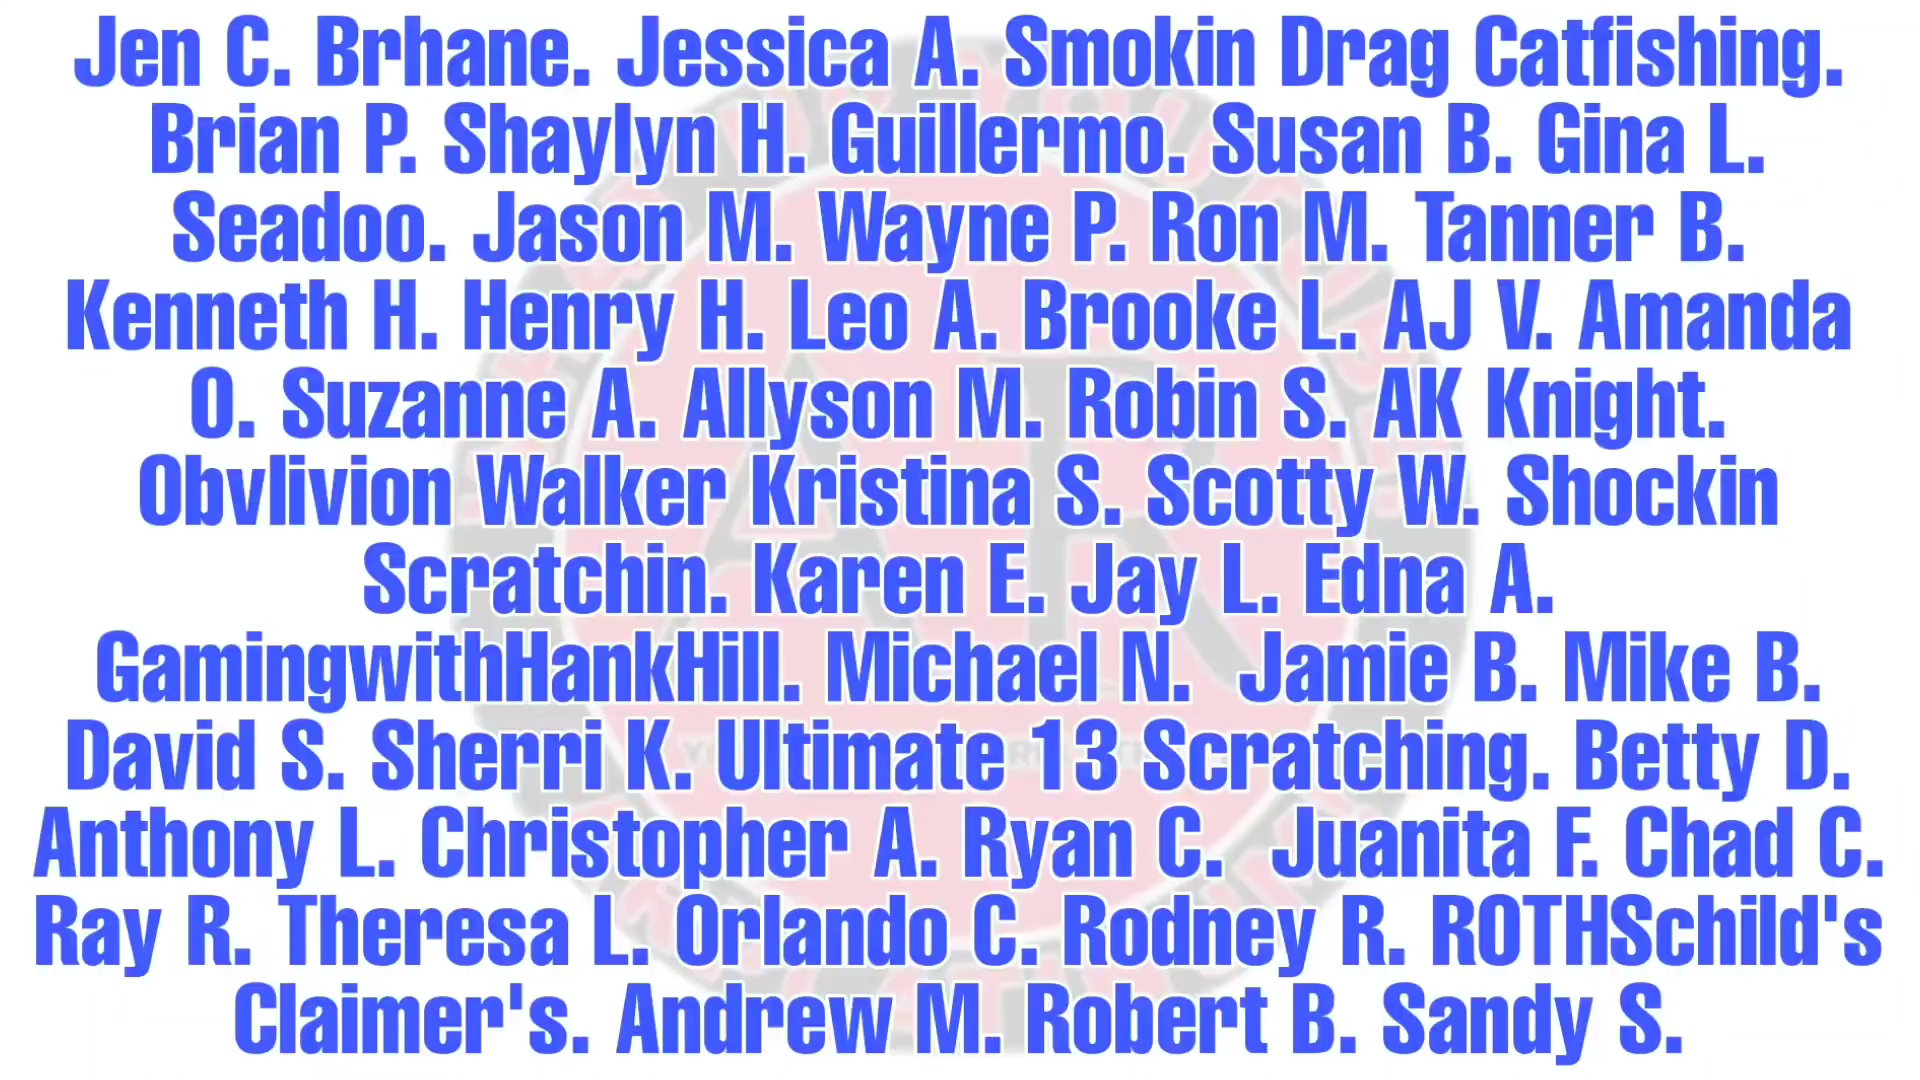 Jen C. Brhane. Jessica A. Smokin Drag Catfishing.
Brian P. Shaylyn H. Guillermo. Susan B. Gina L.
Seadoo. Jason M. Wayne P. Ron M. Tanner B.
Kenneth H. Henry H. Leo A. Brooke L. AJ V. Amanda
O. Suzanne A. Allyson M. Robin S. AK Knight.
Obvlivion Walker Kristina S. Scotty W. Shockin
Scratchin. Karen E. Jay L. Edna A.
GamingwithHankHill. Michael N.  Jamie B. Mike B.
David S. Sherri K. Ultimate 13 Scratching. Betty D.
Anthony L. Christopher A. Ryan C.  Juanita F. Chad C.
Ray R. Theresa L. Orlando C. Rodney R. ROTHSchild's
Claimer's. Andrew M. Robert B. Sandy S.